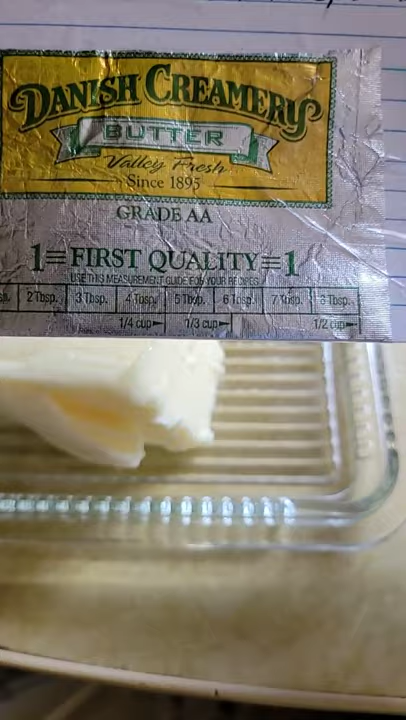 DANISH CREAMERY
BUTTER
Valley Fresh
Since 1895
GRADE AA
1≡FIRST QUALITY≡1
USE THIS MEASUREMENT GUIDE FOR YOUR RECIPES
2 Tbsp. 3 Tbsp. 4 Tbsp. 5 Tbsp. 6 Tbsp. 7 Tbsp. 8 Tbsp.
1/4 cup 1/3 cup 1/2 cup